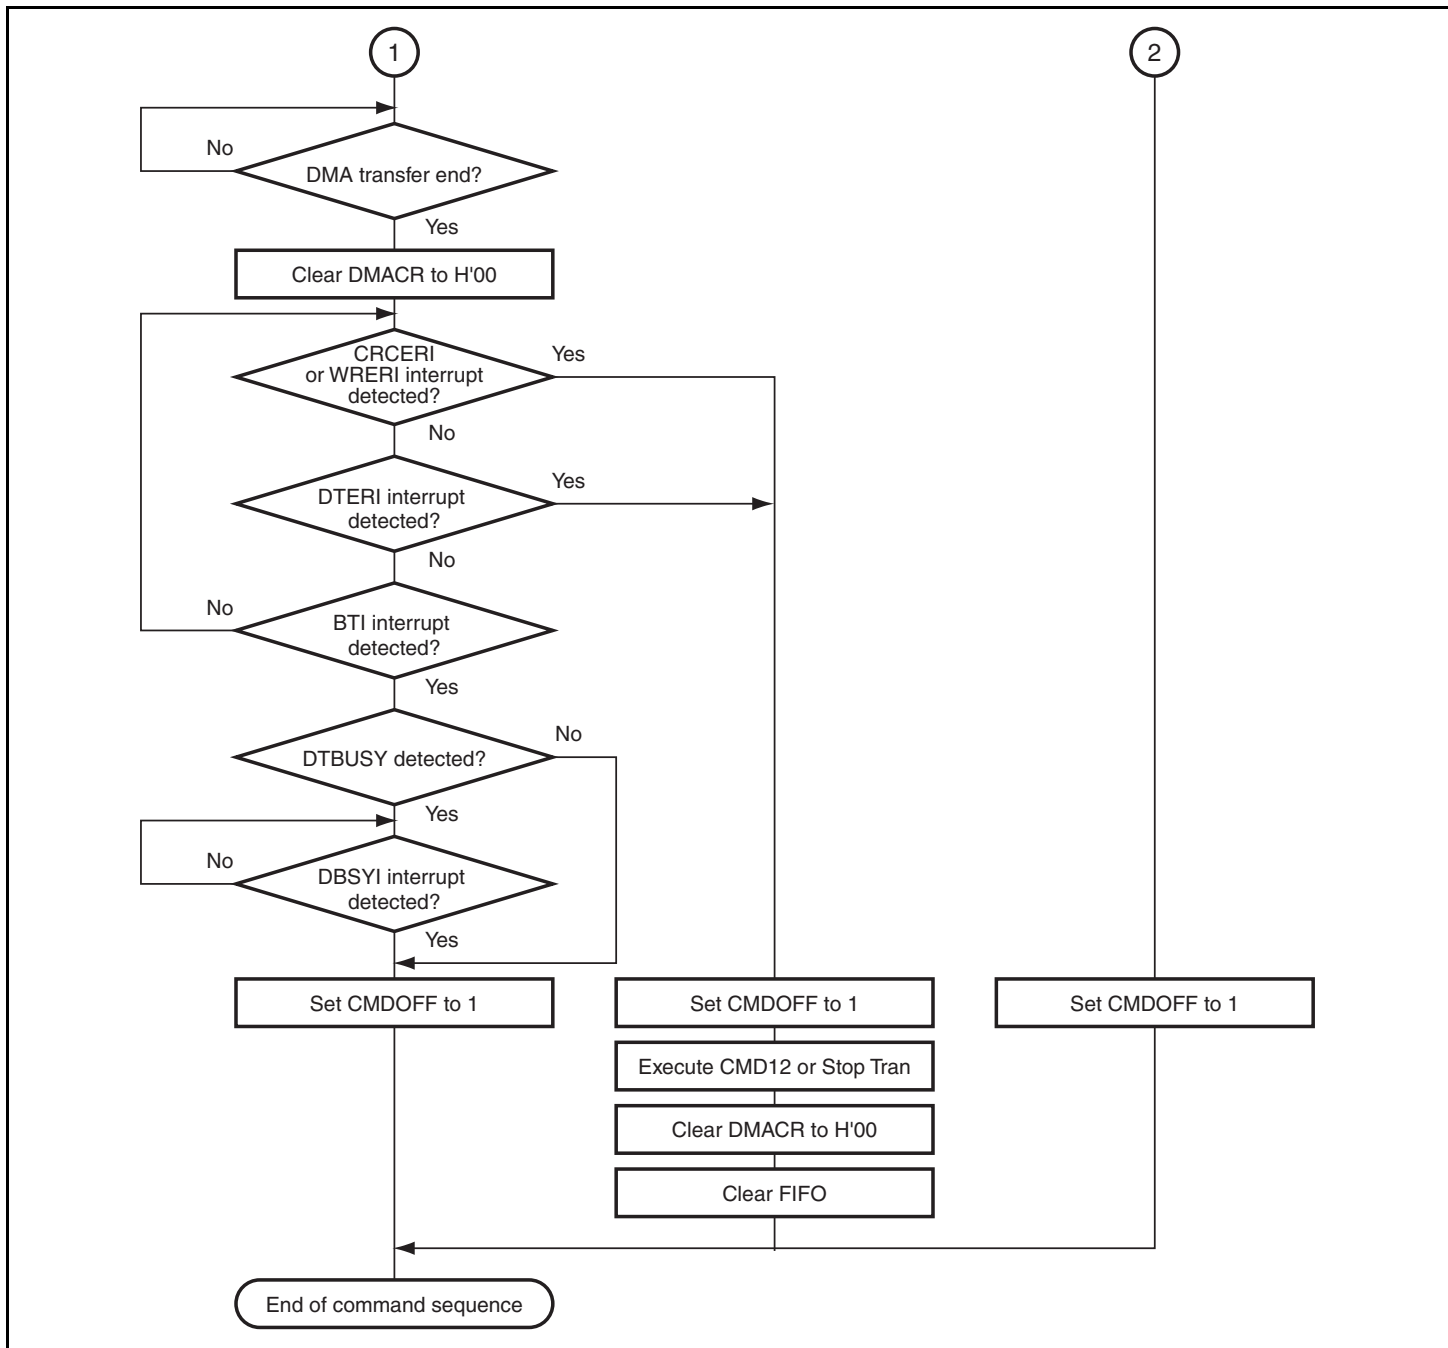 1
2
No
DMA transfer end?
Yes
Clear DMACR to H'00
CRCERI
or WRERI interrupt
detected?
Yes
No
DTERI interrupt
detected?
Yes
No
No
BTI interrupt
detected?
Yes
No
DTBUSY detected?
Yes
No
DBSYI interrupt
detected?
Yes
Set CMDOFF to 1
Set CMDOFF to 1
Set CMDOFF to 1
Execute CMD12 or Stop Tran
Clear DMACR to H'00
Clear FIFO
End of command sequence